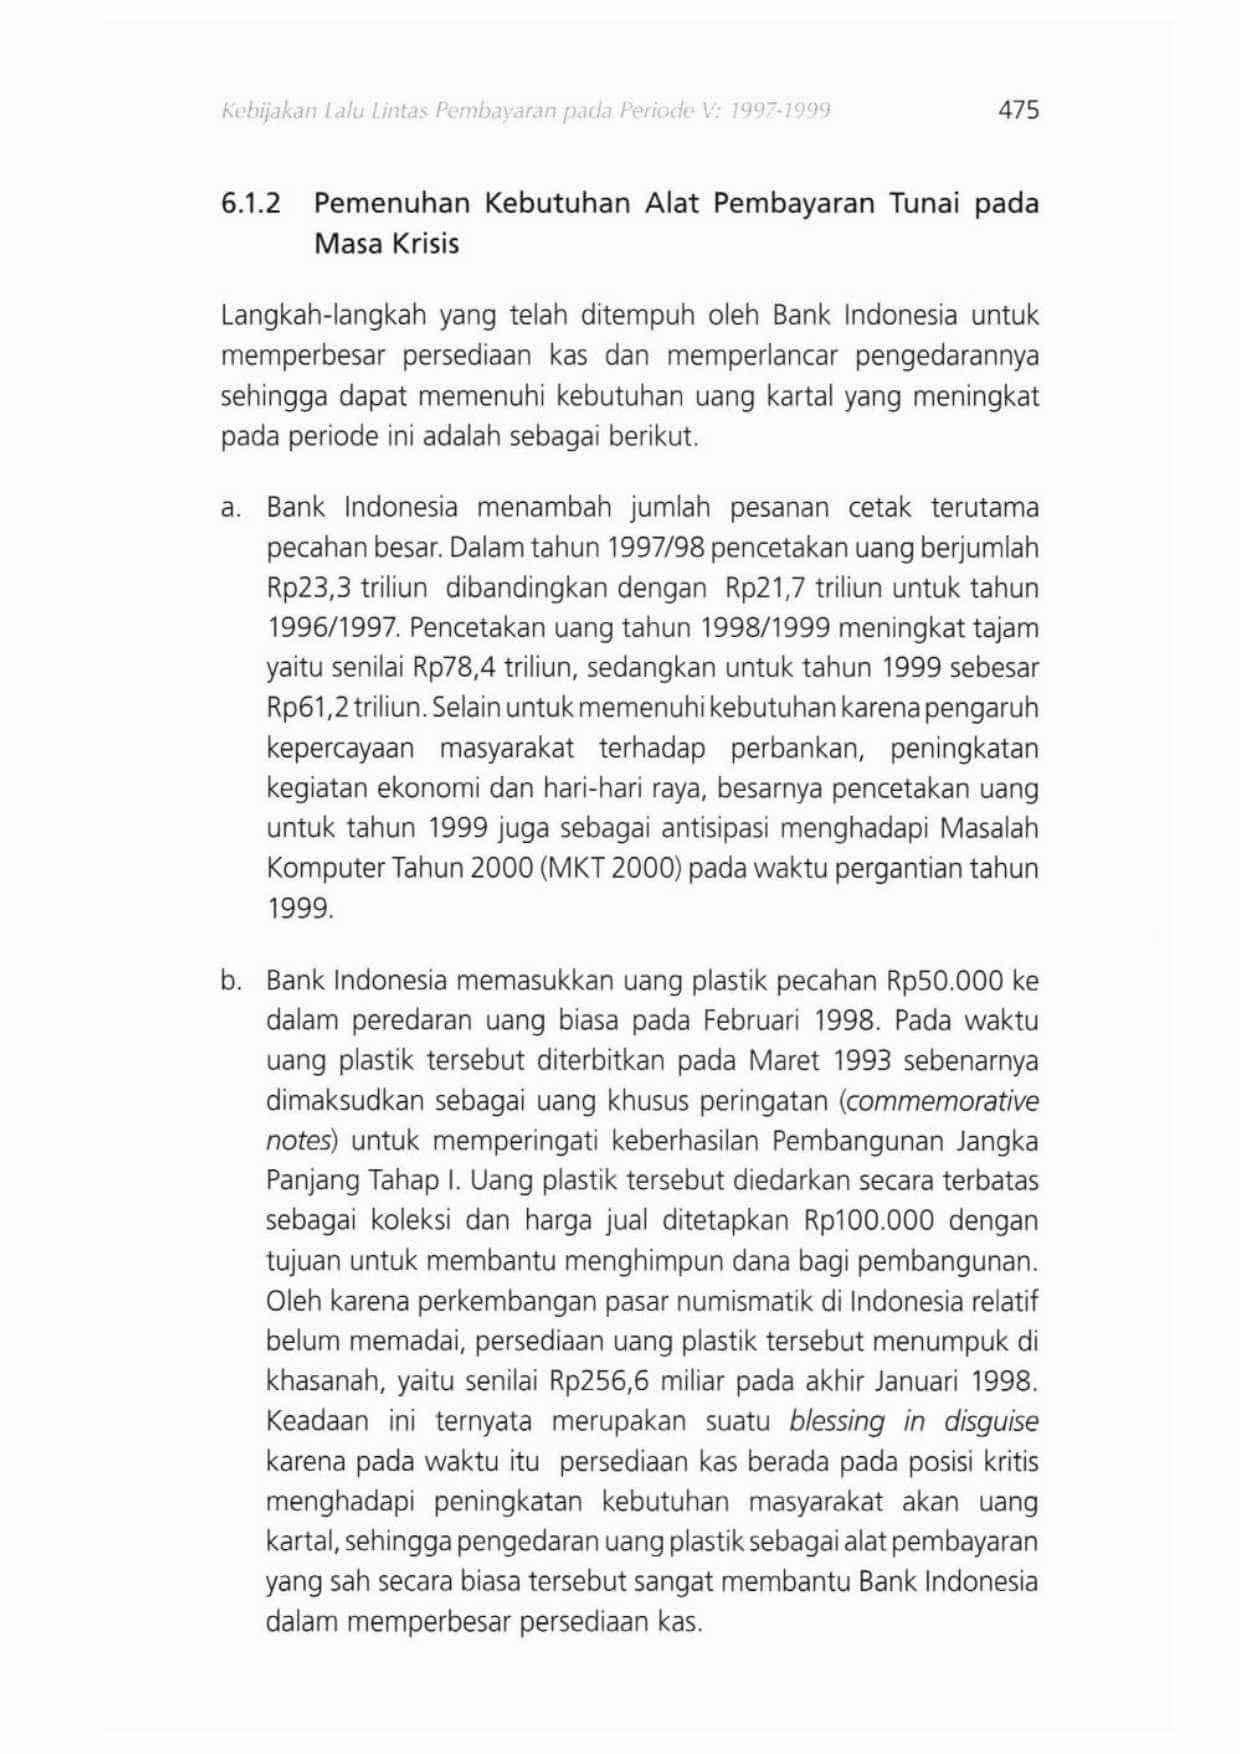 Kebijakan Lalu Lintas Pembayaran pada Periode V: 1997-1999 475
6.1.2 Pemenuhan Kebutuhan Alat Pembayaran Tunai pada
Masa Krisis
Langkah-langkah yang telah ditempuh oleh Bank Indonesia untuk
memperbesar persediaan kas dan memperlancar pengedarannya
sehingga dapat memenuhi kebutuhan uang kartal yang meningkat
pada periode ini adalah sebagai berikut.
a. Bank Indonesia menambah jumlah pesanan cetak terutama
pecahan besar. Dalam tahun 1997/98 pencetakan uang berjumlah
Rp23,3 triliun dibandingkan dengan Rp21,7 triliun untuk tahun
1996/1997. Pencetakan uang tahun 1998/1999 meningkat tajam
yaitu senilai Rp78,4 triliun, sedangkan untuk tahun 1999 sebesar
Rp61,2 triliun. Selain untuk memenuhi kebutuhan karena pengaruh
kepercayaan masyarakat terhadap perbankan, peningkatan
kegiatan ekonomi dan hari-hari raya, besarnya pencetakan uang
untuk tahun 1999 juga sebagai antisipasi menghadapi Masalah
Komputer Tahun 2000 (MKT 2000) pada waktu pergantian tahun
1999.
b. Bank Indonesia memasukkan uang plastik pecahan Rp50.000 ke
dalam peredaran uang biasa pada Februari 1998. Pada waktu
uang plastik tersebut diterbitkan pada Maret 1993 sebenarnya
dimaksudkan sebagai uang khusus peringatan (commemorative
notes) untuk memperingati keberhasilan Pembangunan Jangka
Panjang Tahap I. Uang plastik tersebut diedarkan secara terbatas
sebagai koleksi dan harga jual ditetapkan Rp100.000 dengan
tujuan untuk membantu menghimpun dana bagi pembangunan.
Oleh karena perkembangan pasar numismatik di Indonesia relatif
belum memadai, persediaan uang plastik tersebut menumpuk di
khasanah, yaitu senilai Rp256,6 miliar pada akhir Januari 1998.
Keadaan ini ternyata merupakan suatu blessing in disguise
karena pada waktu itu persediaan kas berada pada posisi kritis
menghadapi peningkatan kebutuhan masyarakat akan uang
kartal, sehingga pengedaran uang plastik sebagai alat pembayaran
yang sah secara biasa tersebut sangat membantu Bank Indonesia
dalam memperbesar persediaan kas.